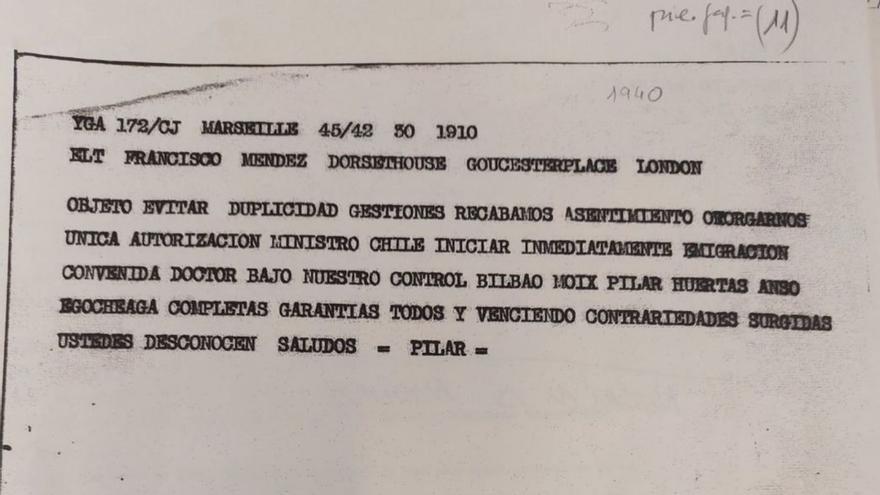 (11)
1940
YGA 172/CJ MARSEILLE 45/42 30 1910
ELT FRANCISCO MENDEZ DORSETHOUSE GOUCESTERPLACE LONDON
OBJETO EVITAR DUPLICIDAD GESTIONES RECABAMOS ASENTIMIENTO OTORGARNOS
UNICA AUTORIZACION MINISTRO CHILE INICIAR INMEDIATAMENTE EMIGRACION
CONVENIDA DOCTOR BAJO NUESTRO CONTROL BILBAO MOIX PILAR HUERTAS ANSO
EGOCHEAGA COMPLETAS GARANTIAS TODOS Y VENCIENDO CONTRARIEDADES SURGIDAS
USTEDES DESCONOCEN SALUDOS = PILAR =